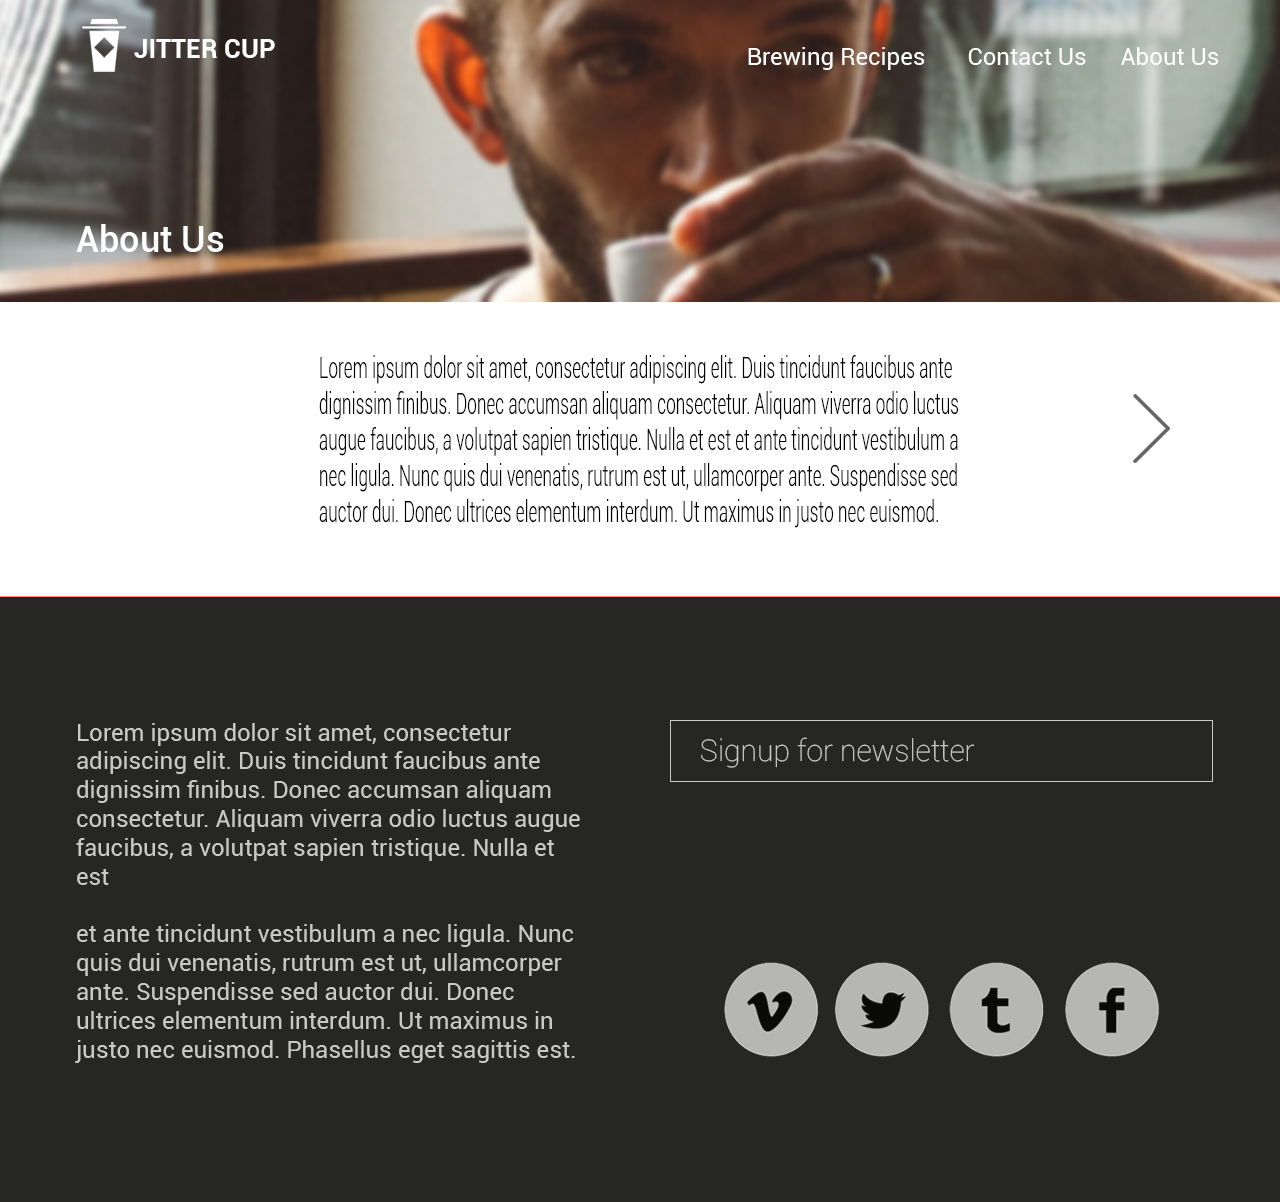 JITTER CUP
Brewing Recipes Contact Us About Us
About Us
Lorem ipsum dolor sit amet, consectetur adipiscing elit. Duis tincidunt faucibus ante
dignissim finibus. Donec accumsan aliquam consectetur. Aliquam viverra odio luctus
augue faucibus, a volutpat sapien tristique. Nulla et est et ante tincidunt vestibulum a
nec ligula. Nunc quis dui venenatis, rutrum est ut, ullamcorper ante. Suspendisse sed
auctor dui. Donec ultrices elementum interdum. Ut maximus in justo nec euismod.
Lorem ipsum dolor sit amet, consectetur
adipiscing elit. Duis tincidunt faucibus ante
dignissim finibus. Donec accumsan aliquam
consectetur. Aliquam viverra odio luctus augue
faucibus, a volutpat sapien tristique. Nulla et
est
et ante tincidunt vestibulum a nec ligula. Nunc
quis dui venenatis, rutrum est ut, ullamcorper
ante. Suspendisse sed auctor dui. Donec
ultrices elementum interdum. Ut maximus in
justo nec euismod. Phasellus eget sagittis est.
Signup for newsletter